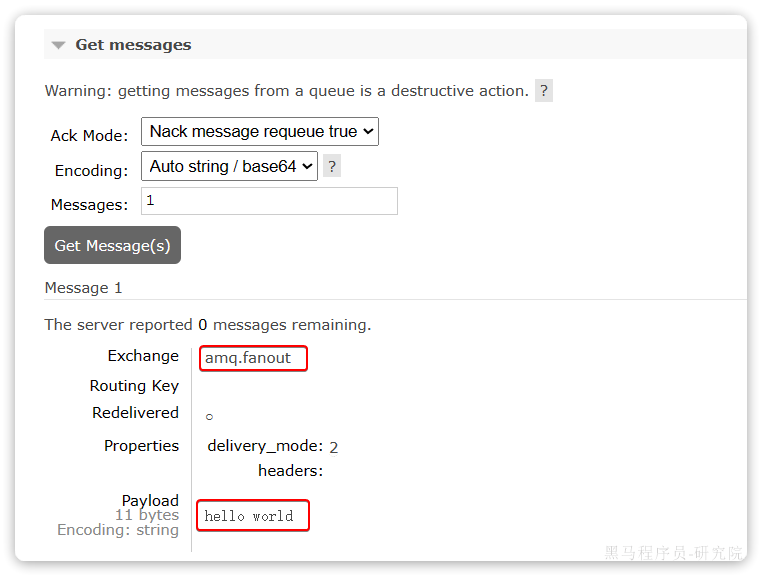 Get messages
Warning: getting messages from a queue is a destructive action. ?
Ack Mode: Nack message requeue true
Encoding: Auto string / base64 ?
Messages: 1
Get Message(s)
Message 1
The server reported 0 messages remaining.
Exchange amq.fanout
Routing Key
Redelivered ○
Properties delivery_mode: 2
headers:
Payload
11 bytes
hello world
Encoding: string
黑马程序员-研究院